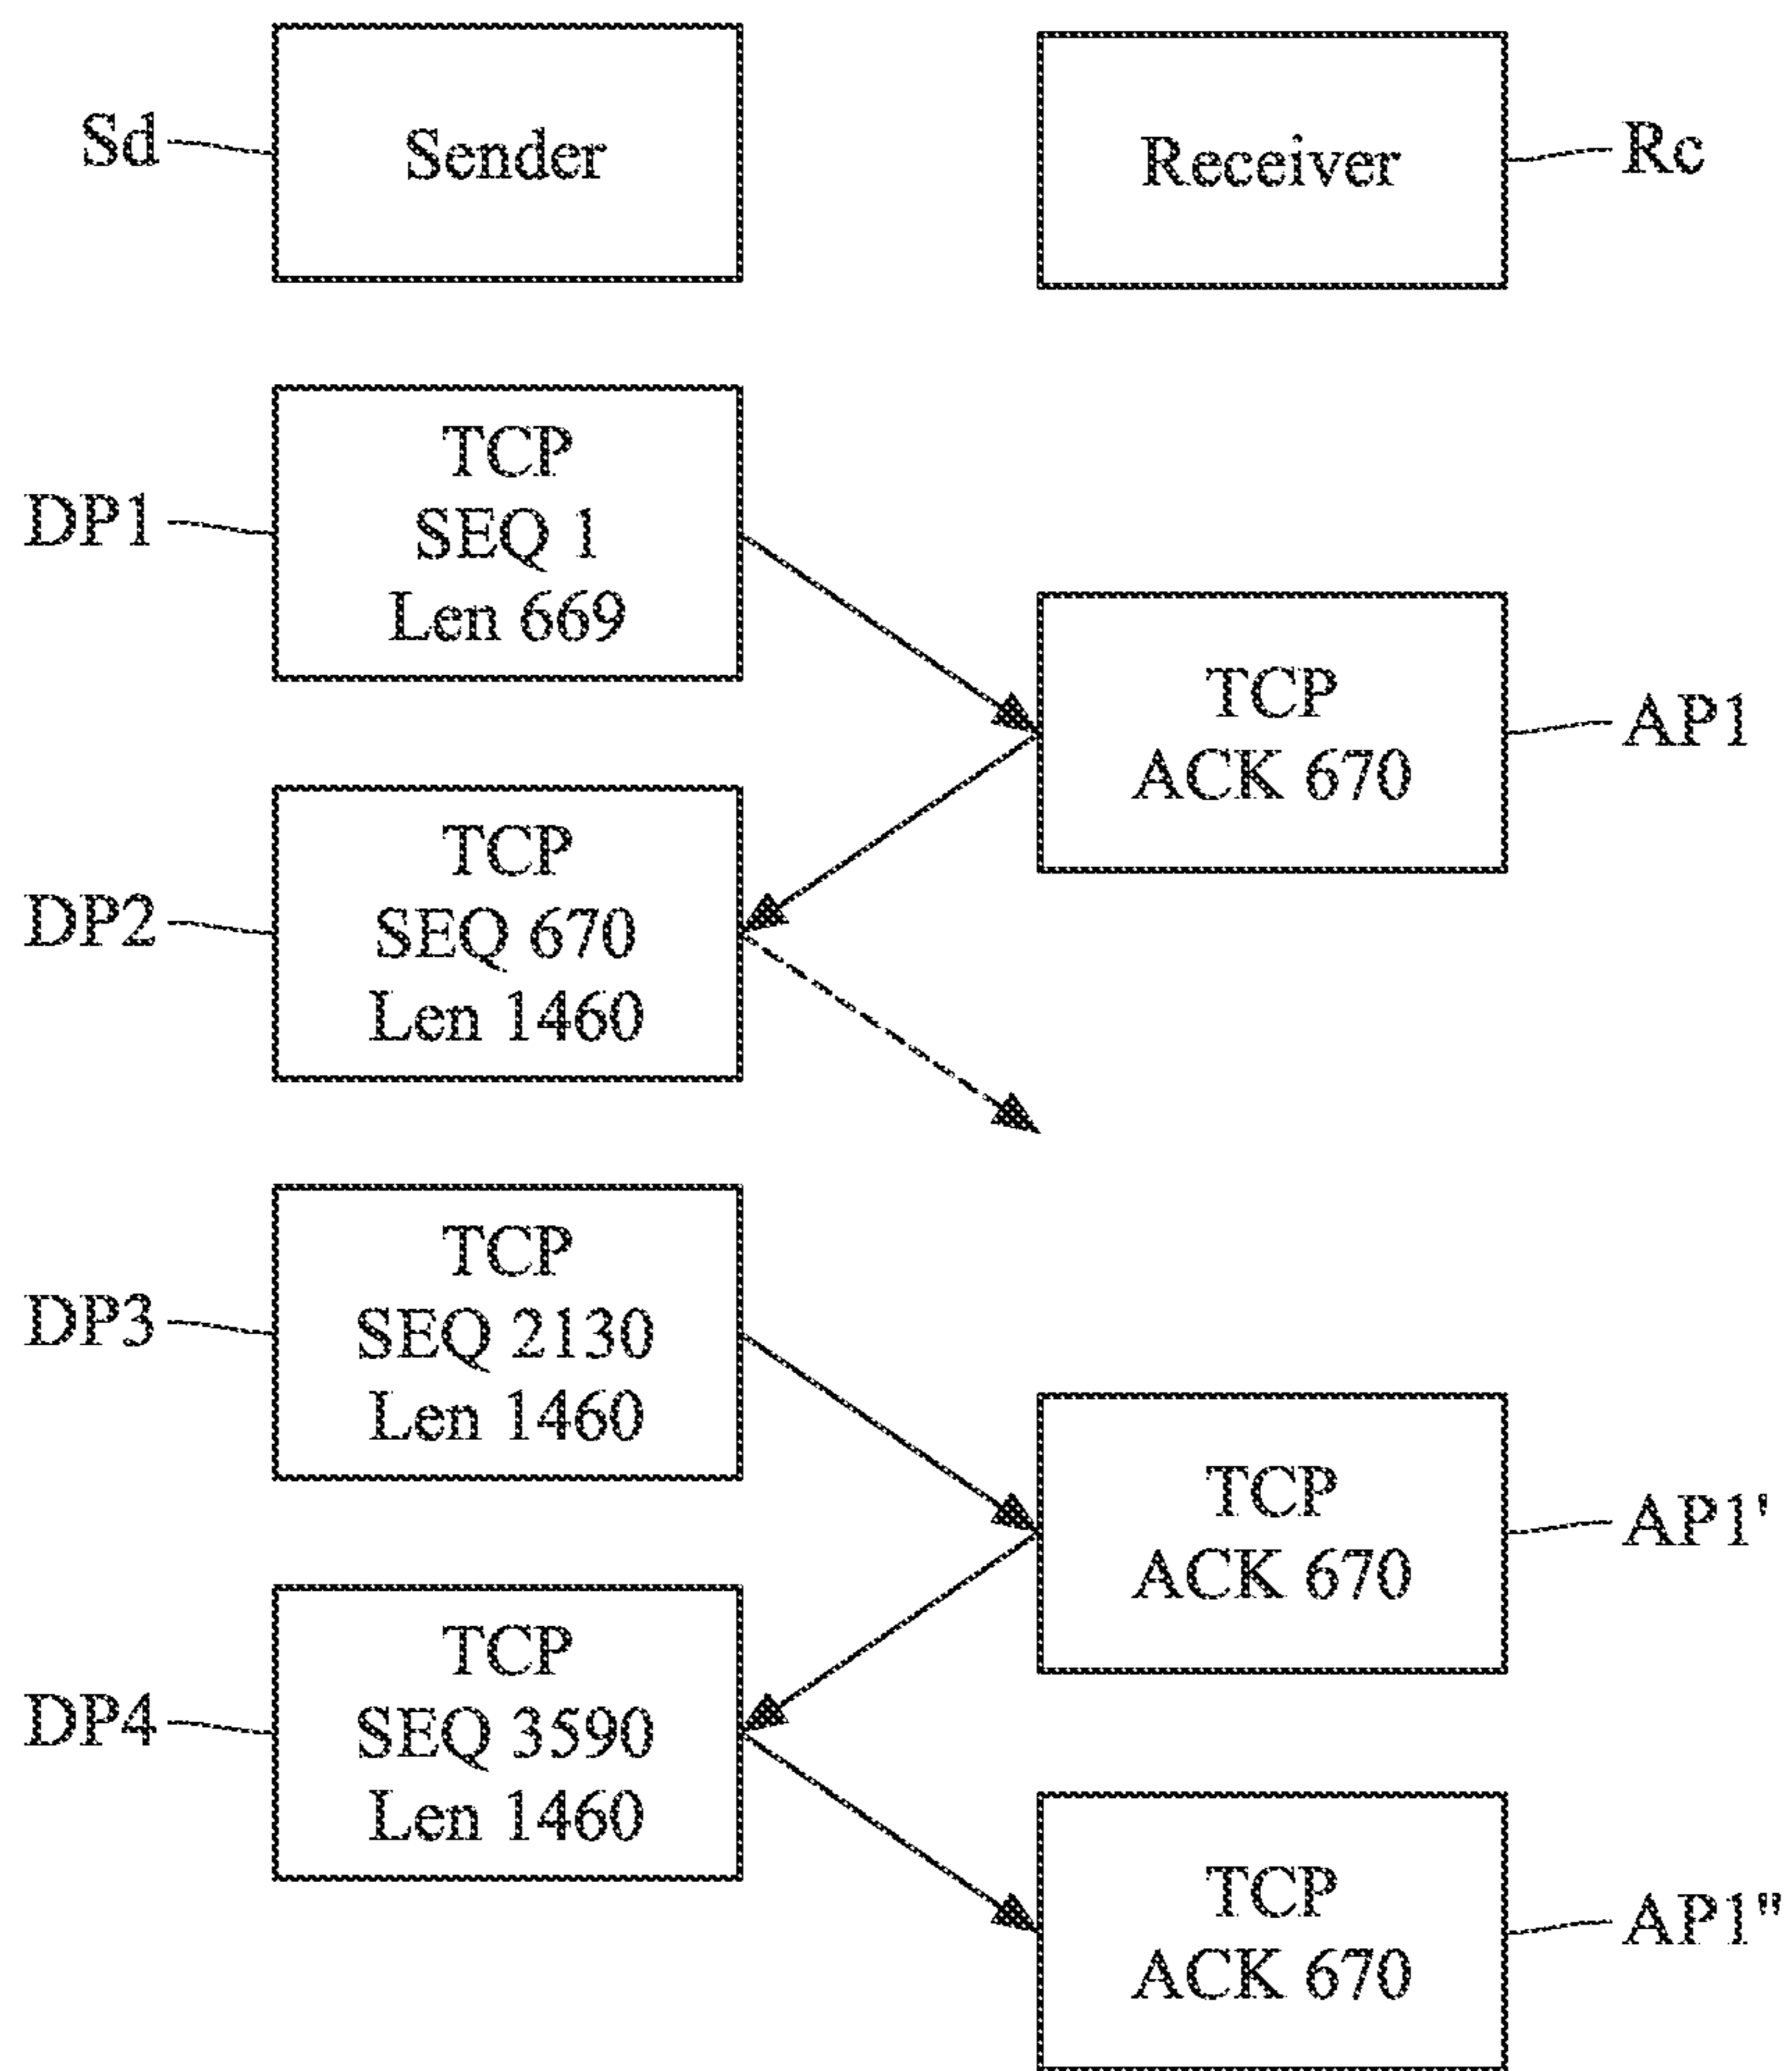 Sd
Sender
Receiver
Rc
DP1
TCP
SEQ 1
Len 669
TCP
ACK 670
AP1
DP2
TCP
SEQ 670
Len 1460
DP3
TCP
SEQ 2130
Len 1460
TCP
ACK 670
AP1'
DP4
TCP
SEQ 3590
Len 1460
TCP
ACK 670
AP1"